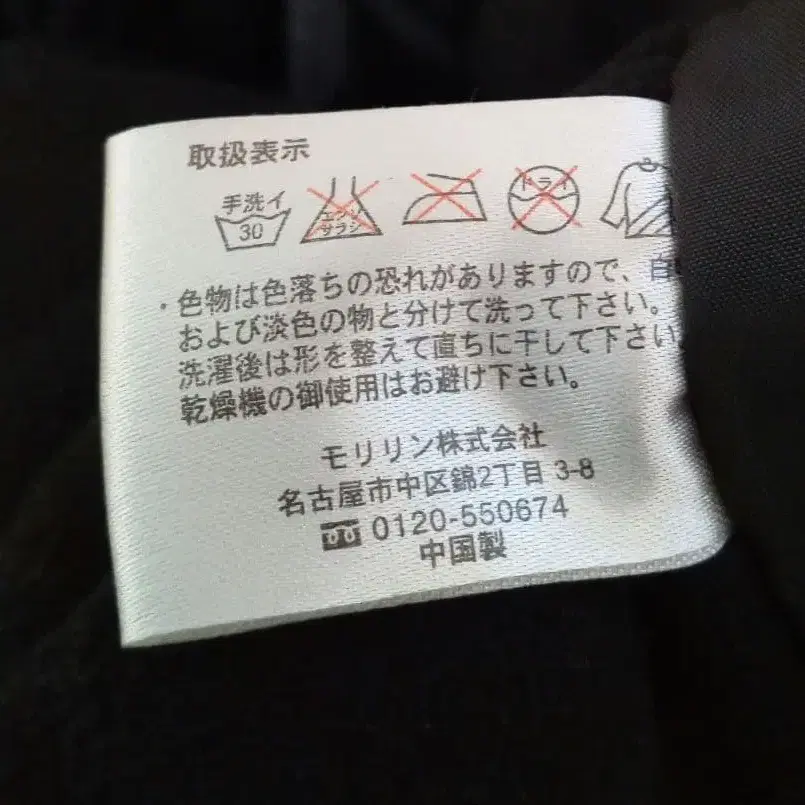 取扱表示
手洗イ
30
エンソ
サラシ
ドライ
・色物は色落ちの恐れがありますので、
および淡色の物と分けて洗って下さい。
洗濯後は形を整えて直ちに干して下さい
乾燥機の御使用はお避け下さい。
モリリン株式会社
名古屋市中区錦2丁目 3-8
0120-550674
中国製